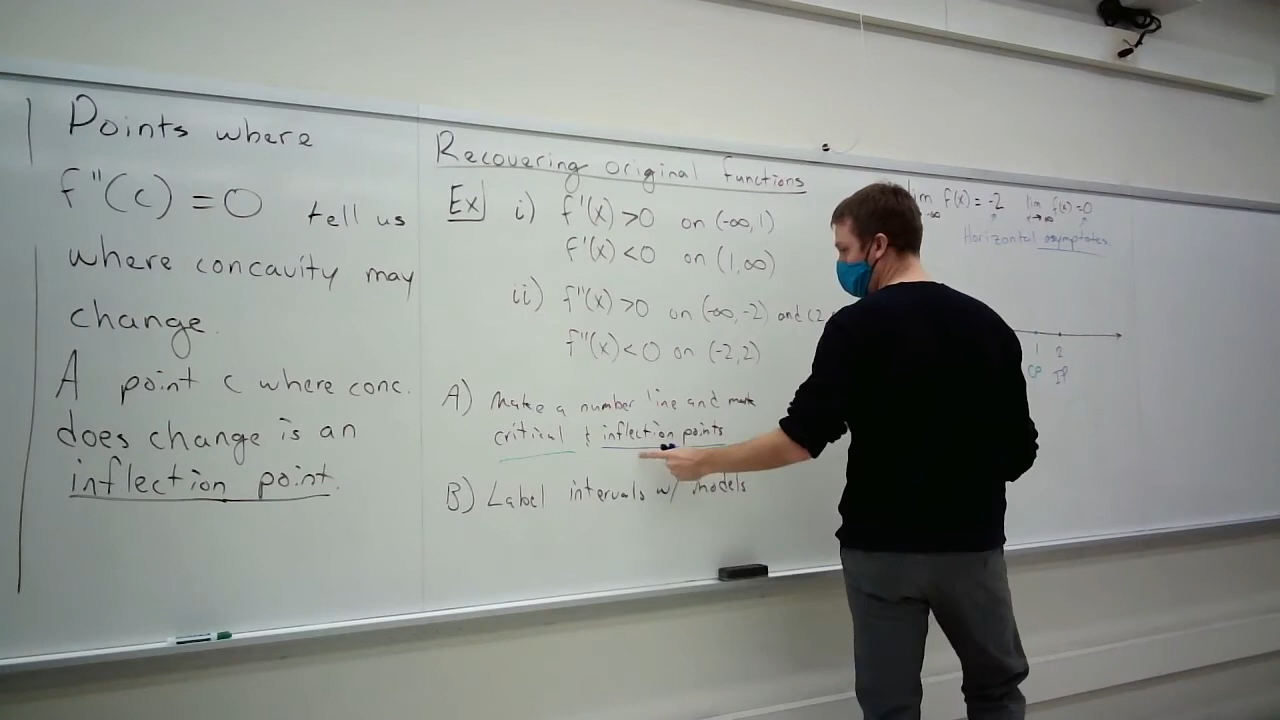 Points where
f''(c) = 0 tell us
where concavity may
change.
A point c where conc.
does change is an
inflection point.
Recovering original functions
Ex i) f'(x) > 0 on (-∞, 1)
f'(x) < 0 on (1, ∞)
ii) f''(x) > 0 on (-∞, -2) and (2,
f''(x) < 0 on (-2, 2)
A) Make a number line and mark
critical & inflection points
B) Label intervals w/ models
lim f(x) = -2 lim f(x) = 0
-∞ x→∞
Horizontal asymptotes.
1 2
CP IP